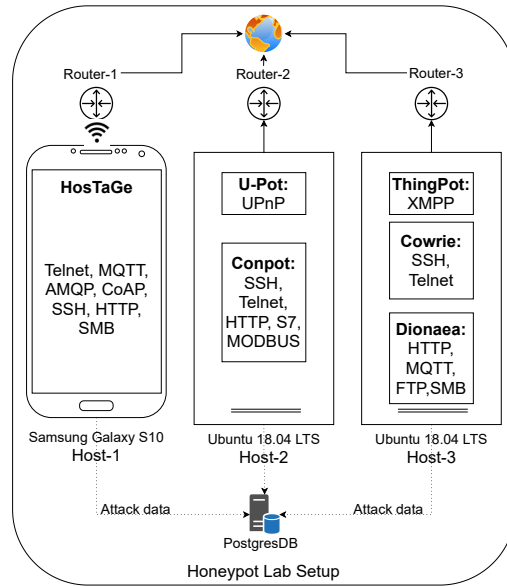 Router-1
Router-2
Router-3
HosTaGe
Telnet, MQTT,
AMQP, CoAP,
SSH, HTTP,
SMB
Samsung Galaxy S10
Host-1
U-Pot:
UPnP
Conpot:
SSH,
Telnet,
HTTP, S7,
MODBUS
Ubuntu 18.04 LTS
Host-2
ThingPot:
XMPP
Cowrie:
SSH,
Telnet
Dionaea:
HTTP,
MQTT,
FTP,SMB
Ubuntu 18.04 LTS
Host-3
Attack data
Attack data
PostgresDB
Honeypot Lab Setup